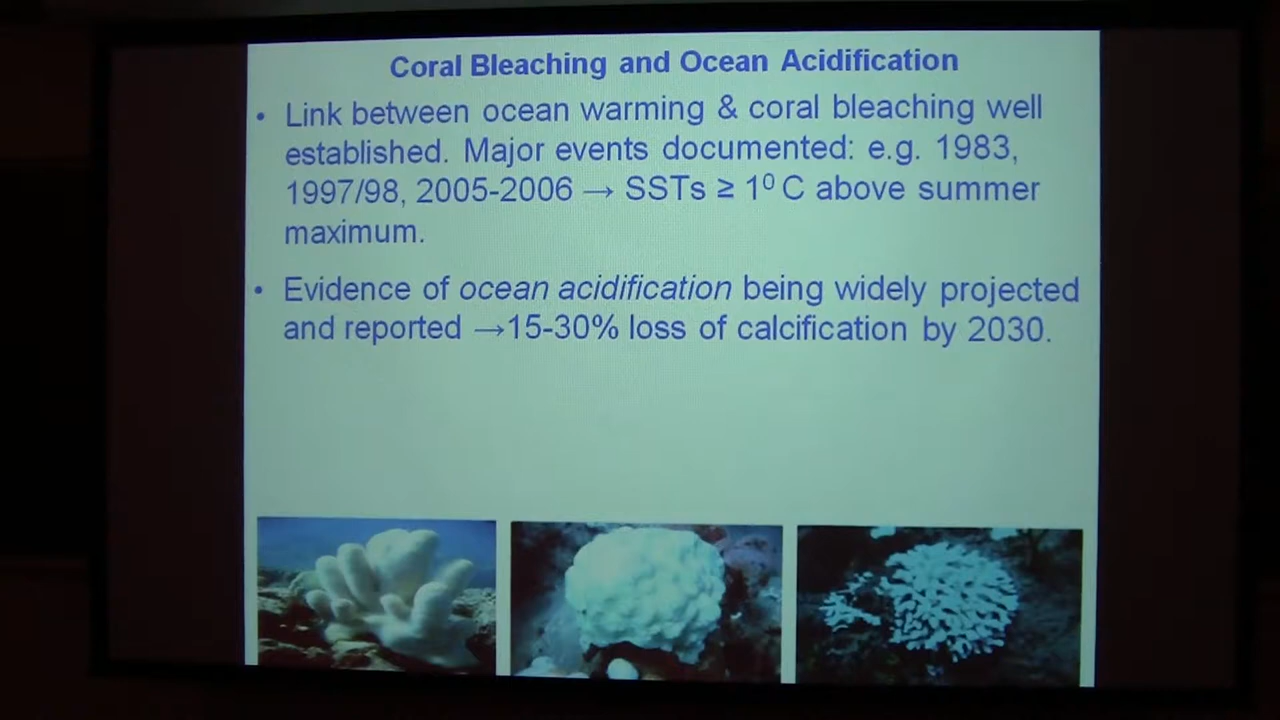 Coral Bleaching and Ocean Acidification
• Link between ocean warming & coral bleaching well
established. Major events documented: e.g. 1983,
1997/98, 2005-2006 → SSTs ≥ 1⁰ C above summer
maximum.
• Evidence of ocean acidification being widely projected
and reported →15-30% loss of calcification by 2030.